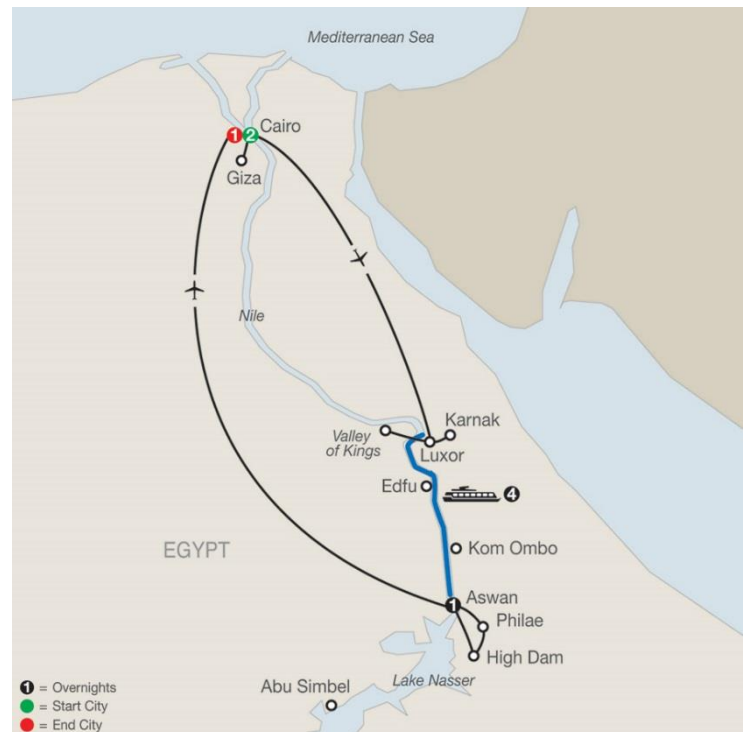 Mediterranean Sea
1 2 Cairo
Giza
Nile
Karnak
Valley
of Kings
Luxor
Edfu
4
Kom Ombo
EGYPT
1 Aswan
Philae
High Dam
Lake Nasser
Abu Simbel
1 = Overnights
= Start City
= End City